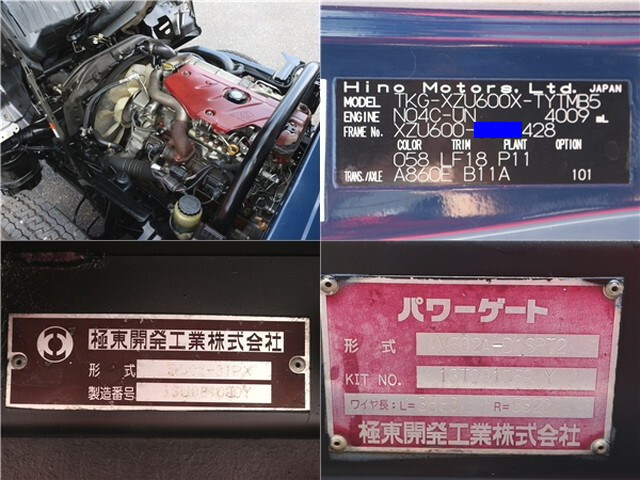 Hino Motors, Ltd. JAPAN
MODEL TKG-XZU600X-TYTMB5
ENGINE N04C-UN 4009 mL
FRAME No. XZU600- 428
COLOR TRIM PLANT OPTION
058 LF18 P11
TRANS./AXLE A860E B11A 101
極東開発工業株式会社
形式
製造番号
パワーゲート
形式
KIT NO.
ワイヤ長:L= R=
極東開発工業株式会社